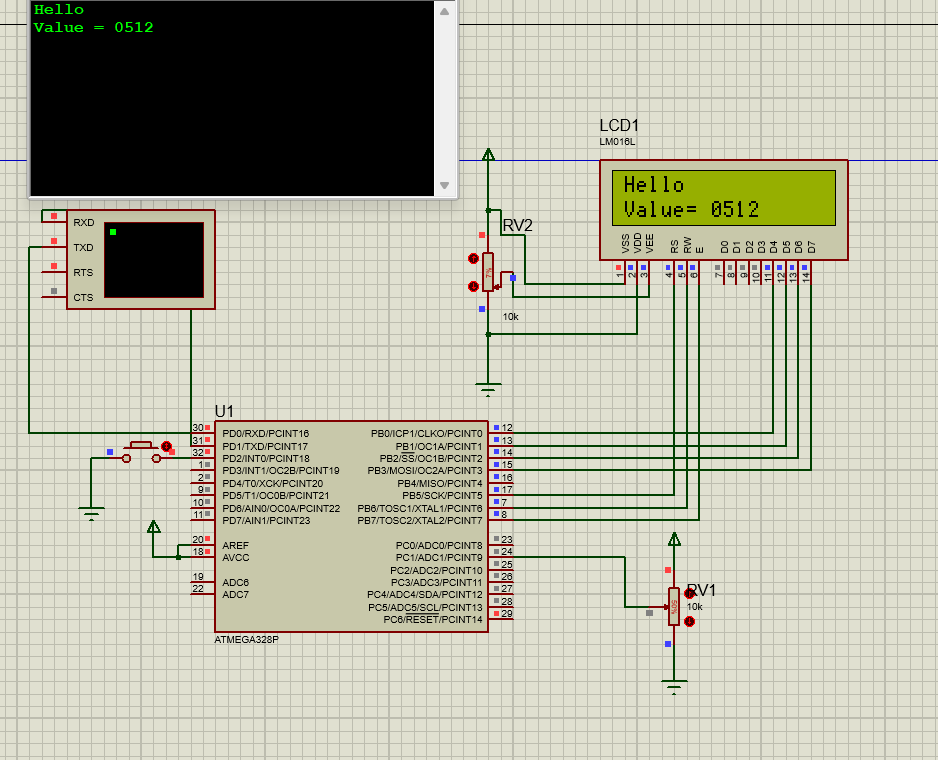 Hello
Value = 0512
LCD1
LM016L
Hello
Value= 0512
VSS VDD VEE RS RW E D0 D1 D2 D3 D4 D5 D6 D7
1 2 3 4 5 6 7 8 9 10 11 12 13 14
RXD
TXD
RTS
CTS
RV2
7%
10k
U1
30 PD0/RXD/PCINT16
31 PD1/TXD/PCINT17
32 PD2/INT0/PCINT18
1 PD3/INT1/OC2B/PCINT19
2 PD4/T0/XCK/PCINT20
9 PD5/T1/OC0B/PCINT21
10 PD6/AIN0/OC0A/PCINT22
11 PD7/AIN1/PCINT23
20 AREF
18 AVCC
19 ADC6
22 ADC7
PB0/ICP1/CLKO/PCINT0 12
PB1/OC1A/PCINT1 13
PB2/SS/OC1B/PCINT2 14
PB3/MOSI/OC2A/PCINT3 15
PB4/MISO/PCINT4 16
PB5/SCK/PCINT5 17
PB6/TOSC1/XTAL1/PCINT6 7
PB7/TOSC2/XTAL2/PCINT7 8
PC0/ADC0/PCINT8 23
PC1/ADC1/PCINT9 24
PC2/ADC2/PCINT10 25
PC3/ADC3/PCINT11 26
PC4/ADC4/SDA/PCINT12 27
PC5/ADC5/SCL/PCINT13 28
PC6/RESET/PCINT14 29
ATMEGA328P
RV1
10k
50%